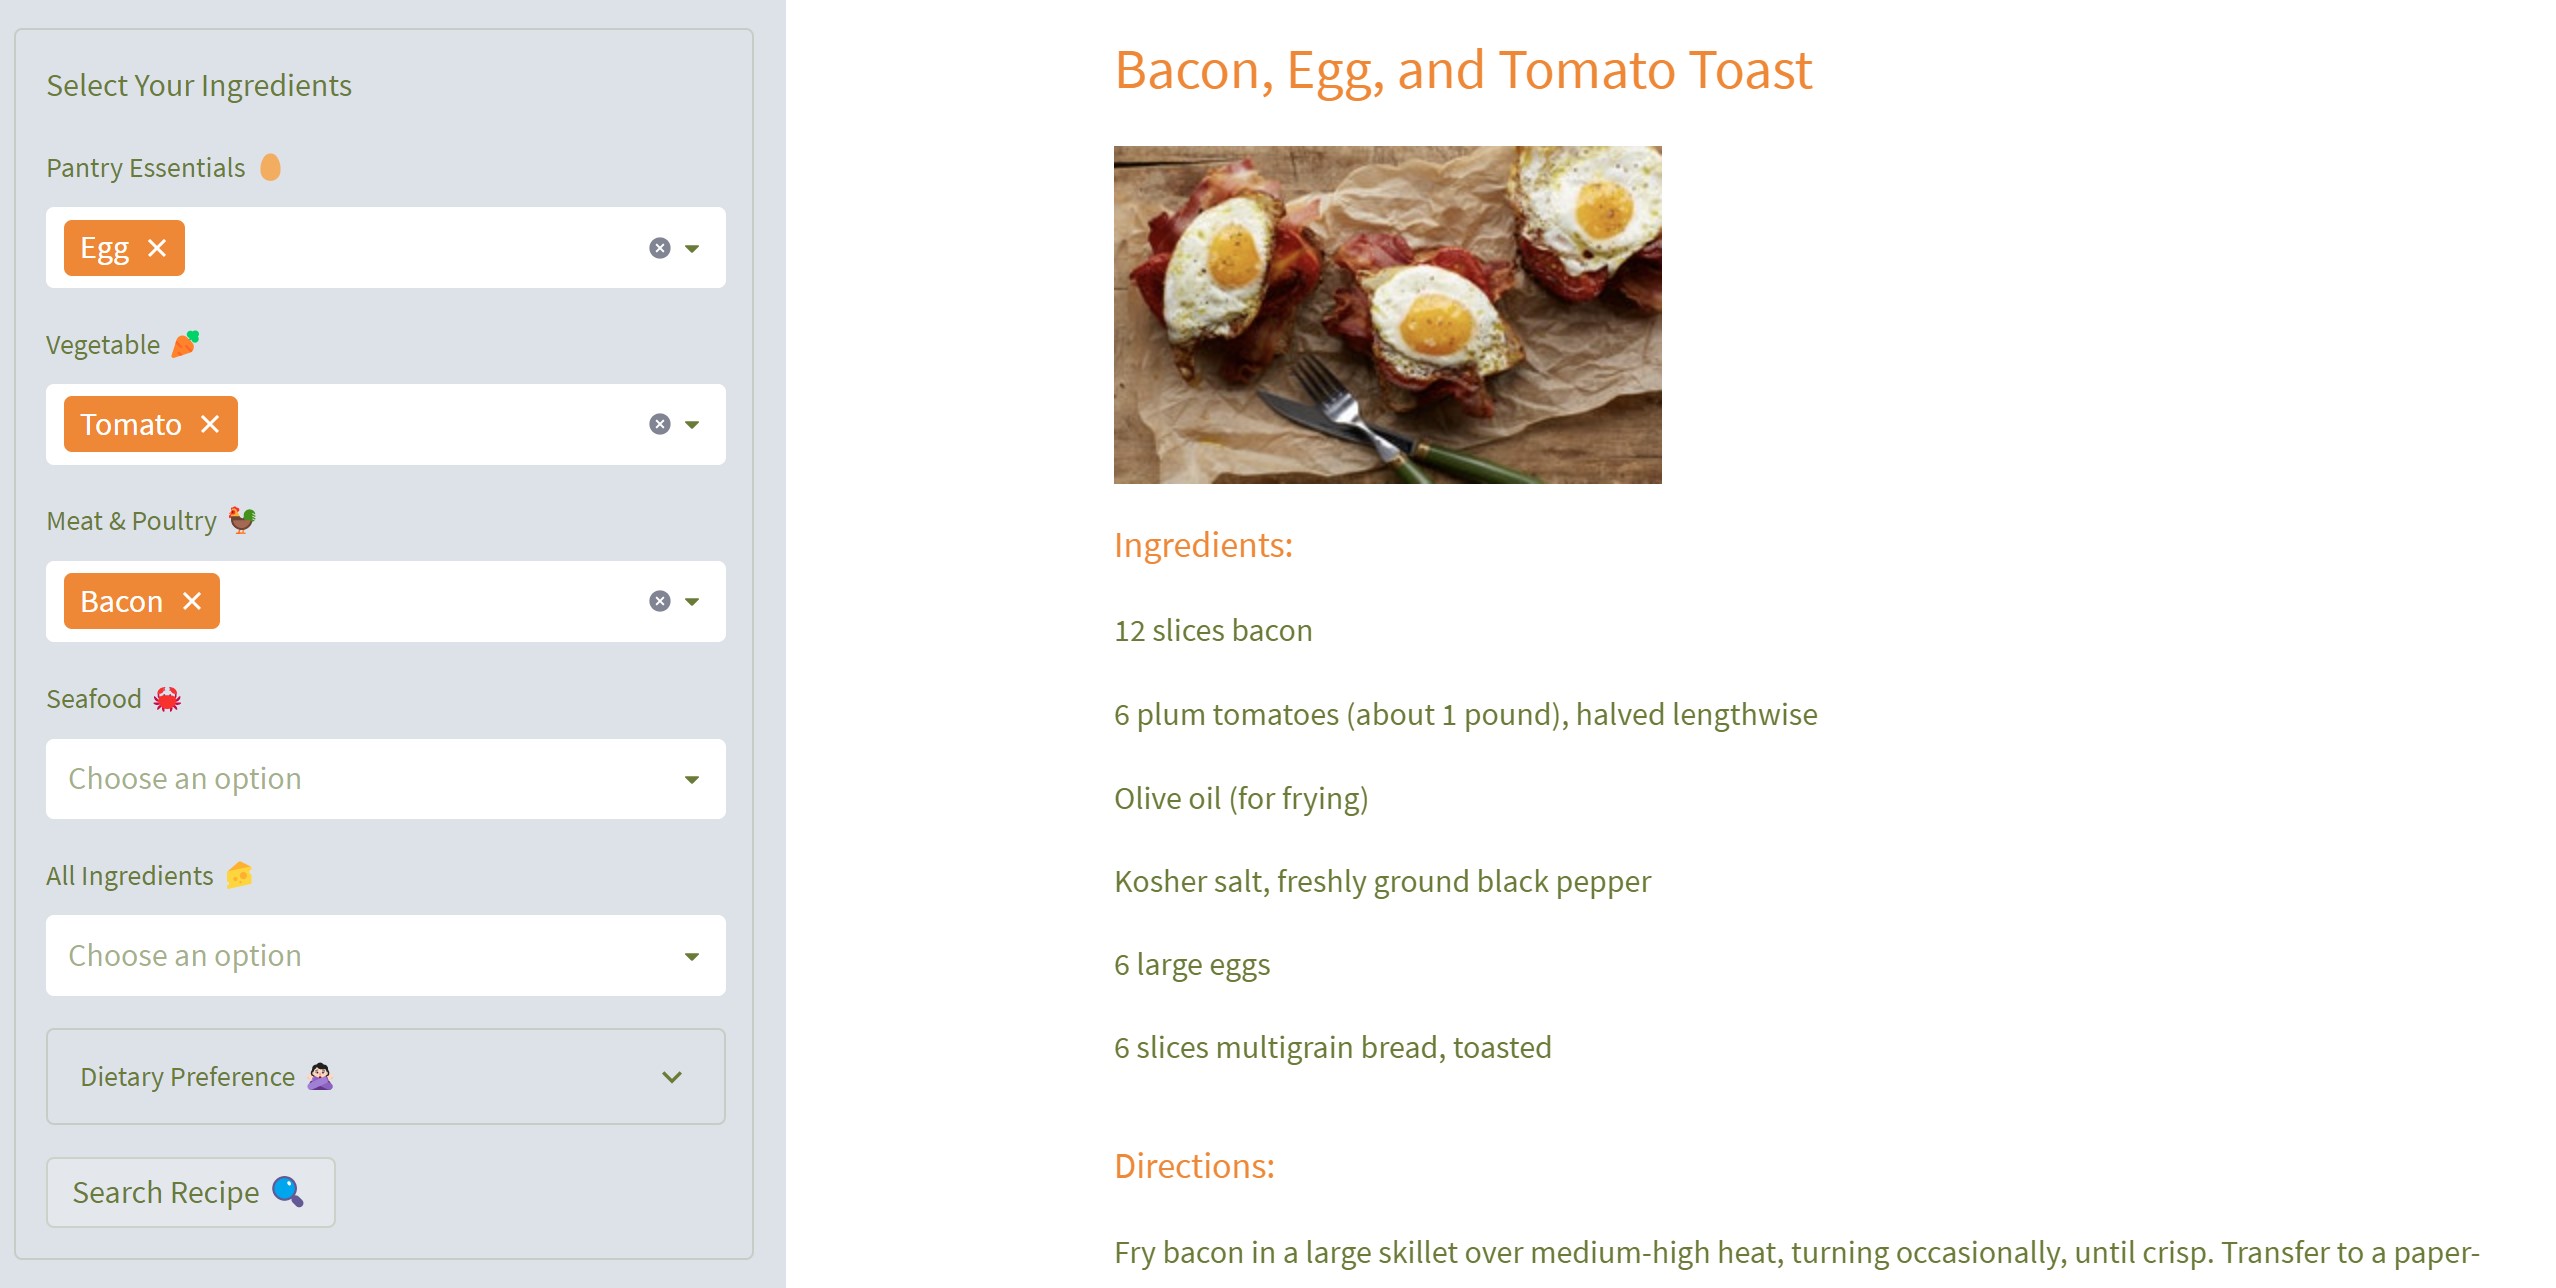 Select Your Ingredients
Pantry Essentials
Egg
Vegetable
Tomato
Meat & Poultry
Bacon
Seafood
Choose an option
All Ingredients
Choose an option
Dietary Preference
Search Recipe
Bacon, Egg, and Tomato Toast
Ingredients:
12 slices bacon
6 plum tomatoes (about 1 pound), halved lengthwise
Olive oil (for frying)
Kosher salt, freshly ground black pepper
6 large eggs
6 slices multigrain bread, toasted
Directions:
Fry bacon in a large skillet over medium-high heat, turning occasionally, until crisp. Transfer to a paper-